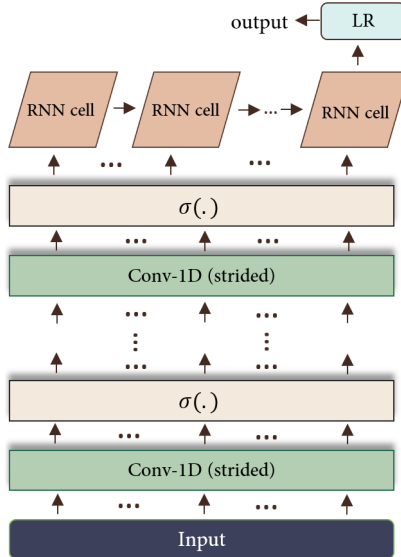 output
LR
RNN cell
RNN cell
...
RNN cell
σ(.)
Conv-1D (strided)
σ(.)
Conv-1D (strided)
Input